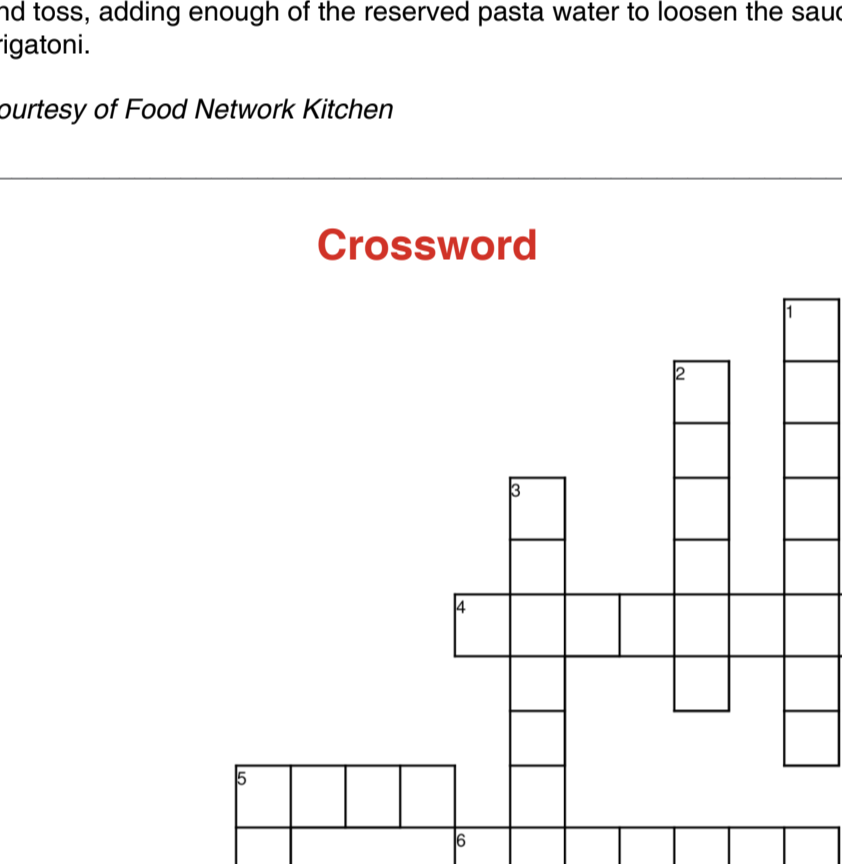 nd toss, adding enough of the reserved pasta water to loosen the
rigatoni.
ourtesy of Food Network Kitchen
Crossword
1
2
3
4
5
6